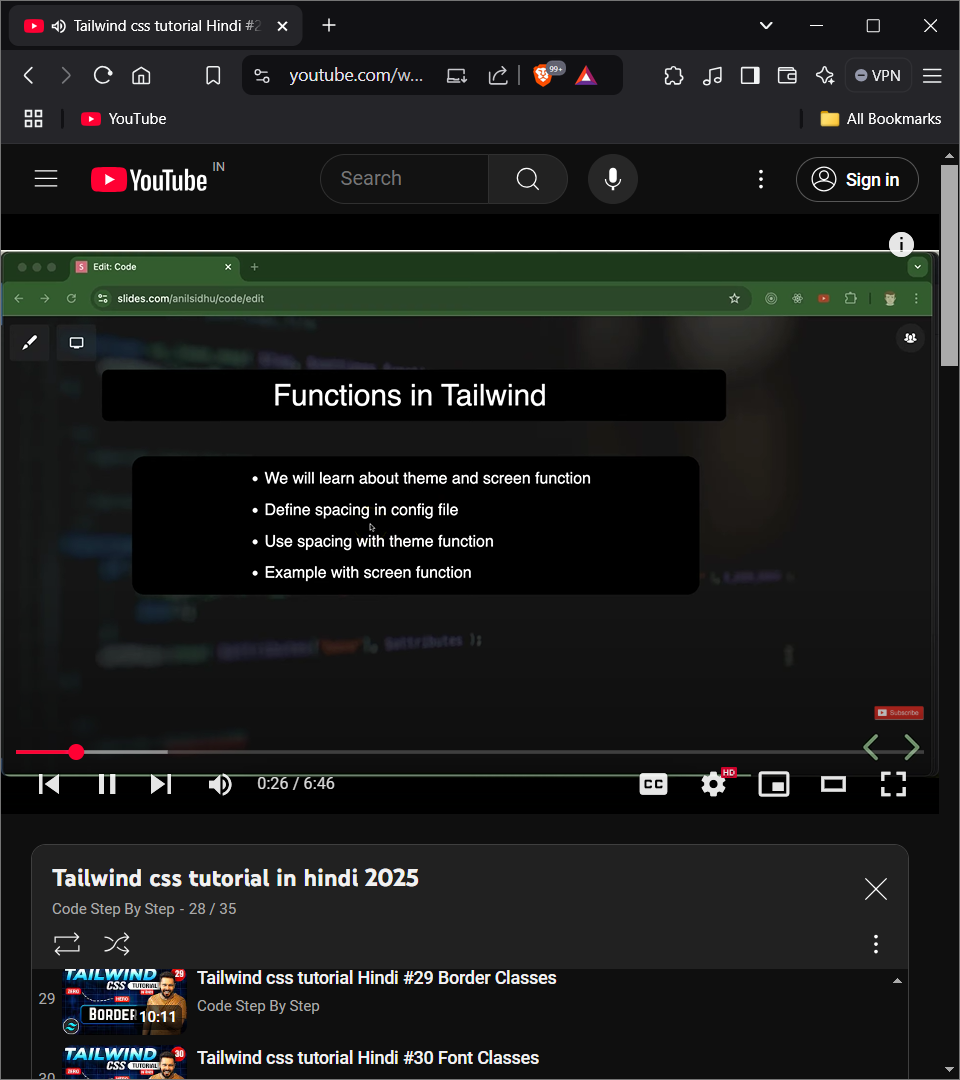 Tailwind css tutorial Hindi #2
youtube.com/w...
99+
VPN
YouTube
All Bookmarks
YouTube IN
Search
Sign in
Edit: Code
slides.com/anilsidhu/code/edit
Functions in Tailwind
• We will learn about theme and screen function
• Define spacing in config file
• Use spacing with theme function
• Example with screen function
Subscribe
0:26 / 6:46
CC
HD
Tailwind css tutorial in hindi 2025
Code Step By Step - 28 / 35
29
TAILWIND
29
CSS TUTORIAL
ZERO
HERO
BORDER
10:11
Tailwind css tutorial Hindi #29 Border Classes
Code Step By Step
30
TAILWIND
30
CSS TUTORIAL
Tailwind css tutorial Hindi #30 Font Classes